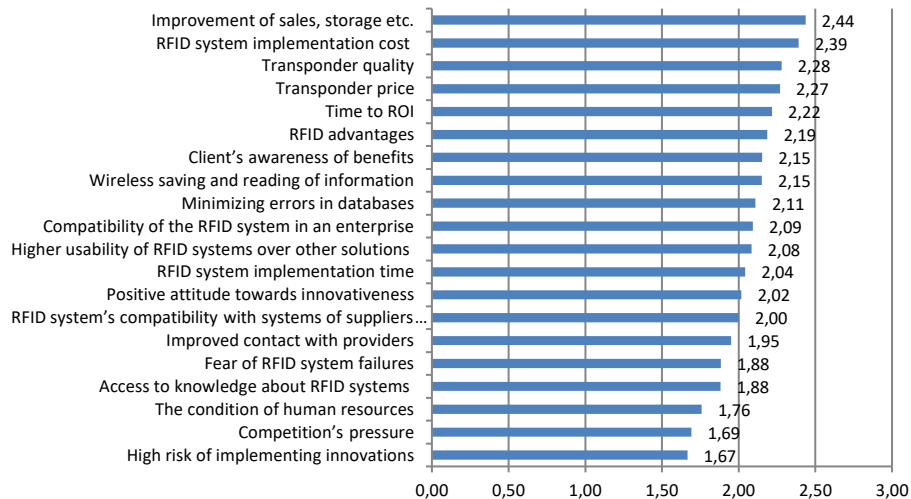 Improvement of sales, storage etc. 2,44
RFID system implementation cost 2,39
Transponder quality 2,28
Transponder price 2,27
Time to ROI 2,22
RFID advantages 2,19
Client’s awareness of benefits 2,15
Wireless saving and reading of information 2,15
Minimizing errors in databases 2,11
Compatibility of the RFID system in an enterprise 2,09
Higher usability of RFID systems over other solutions 2,08
RFID system implementation time 2,04
Positive attitude towards innovativeness 2,02
RFID system’s compatibility with systems of suppliers… 2,00
Improved contact with providers 1,95
Fear of RFID system failures 1,88
Access to knowledge about RFID systems 1,88
The condition of human resources 1,76
Competition’s pressure 1,69
High risk of implementing innovations 1,67
0,00 0,50 1,00 1,50 2,00 2,50 3,00